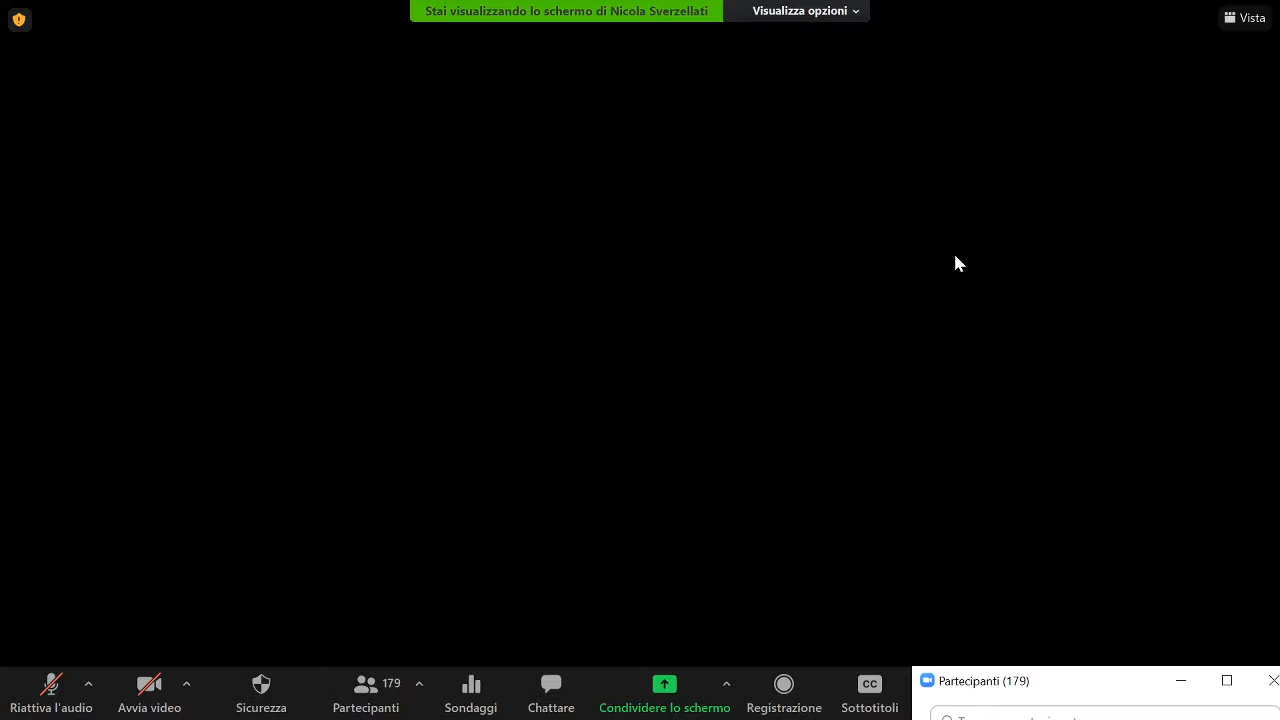 Stai visualizzando lo schermo di Nicola Sverzellati
Visualizza opzioni
Vista
Riattiva l'audio
Avvia video
Sicurezza
Partecipanti
179
Sondaggi
Chattare
Condividere lo schermo
Registrazione
CC
Sottotitoli
Partecipanti (179)